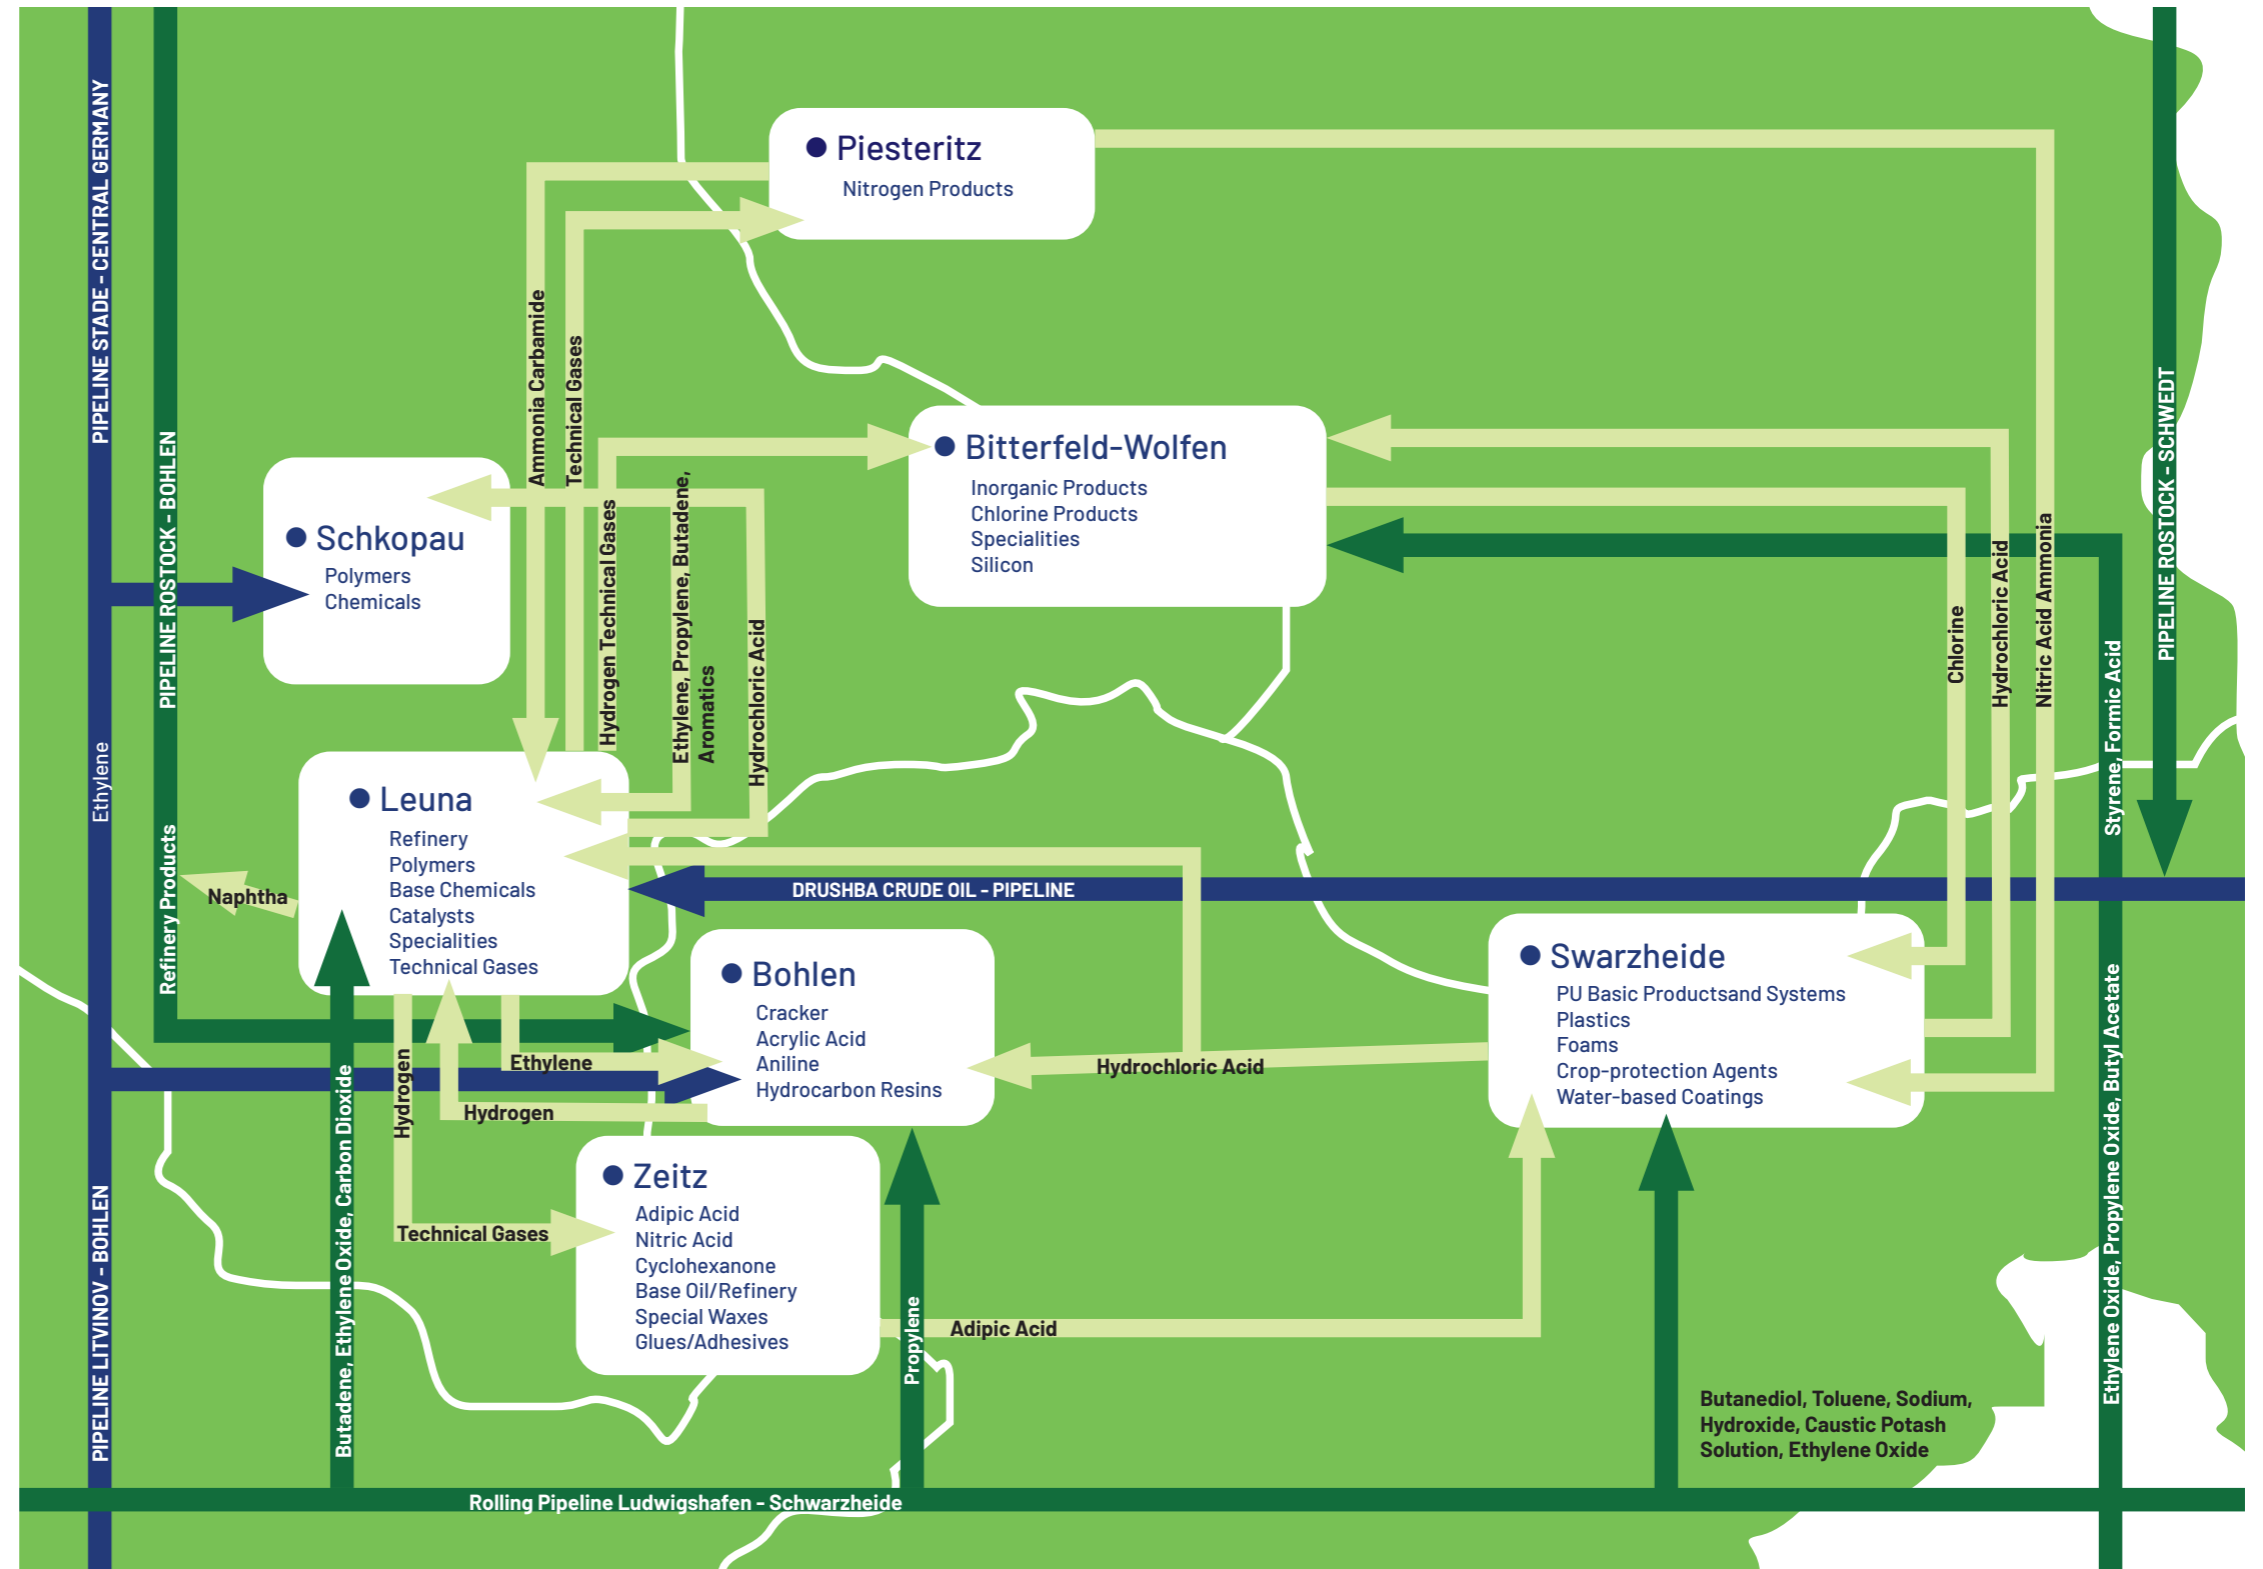 PIPELINE STADE - CENTRAL GERMANY
Ethylene
PIPELINE LITVINOV - BOHLEN
PIPELINE ROSTOCK - BOHLEN
Refinery Products
Piesteritz
Nitrogen Products
Ammonia Carbamide
Technical Gases
Hydrogen Technical Gases
Ethylene, Propylene, Butadene,
Aromatics
Hydrochloric Acid
Schkopau
Polymers
Chemicals
Bitterfeld-Wolfen
Inorganic Products
Chlorine Products
Specialities
Silicon
Chlorine
Hydrochloric Acid
Nitric Acid Ammonia
Styrene, Formic Acid
PIPELINE ROSTOCK - SCHWEDT
Leuna
Refinery
Polymers
Base Chemicals
Catalysts
Specialities
Technical Gases
Naphtha
DRUSHBA CRUDE OIL - PIPELINE
Bohlen
Cracker
Acrylic Acid
Aniline
Hydrocarbon Resins
Swarzheide
PU Basic Productsand Systems
Plastics
Foams
Crop-protection Agents
Water-based Coatings
Ethylene
Hydrogen
Hydrogen
Technical Gases
Hydrochloric Acid
Zeitz
Adipic Acid
Nitric Acid
Cyclohexanone
Base Oil/Refinery
Special Waxes
Glues/Adhesives
Adipic Acid
Propylene
Butadene, Ethylene Oxide, Carbon Dioxide
Ethylene Oxide, Propylene Oxide, Butyl Acetate
Butanediol, Toluene, Sodium,
Hydroxide, Caustic Potash
Solution, Ethylene Oxide
Rolling Pipeline Ludwigshafen - Schwarzheide